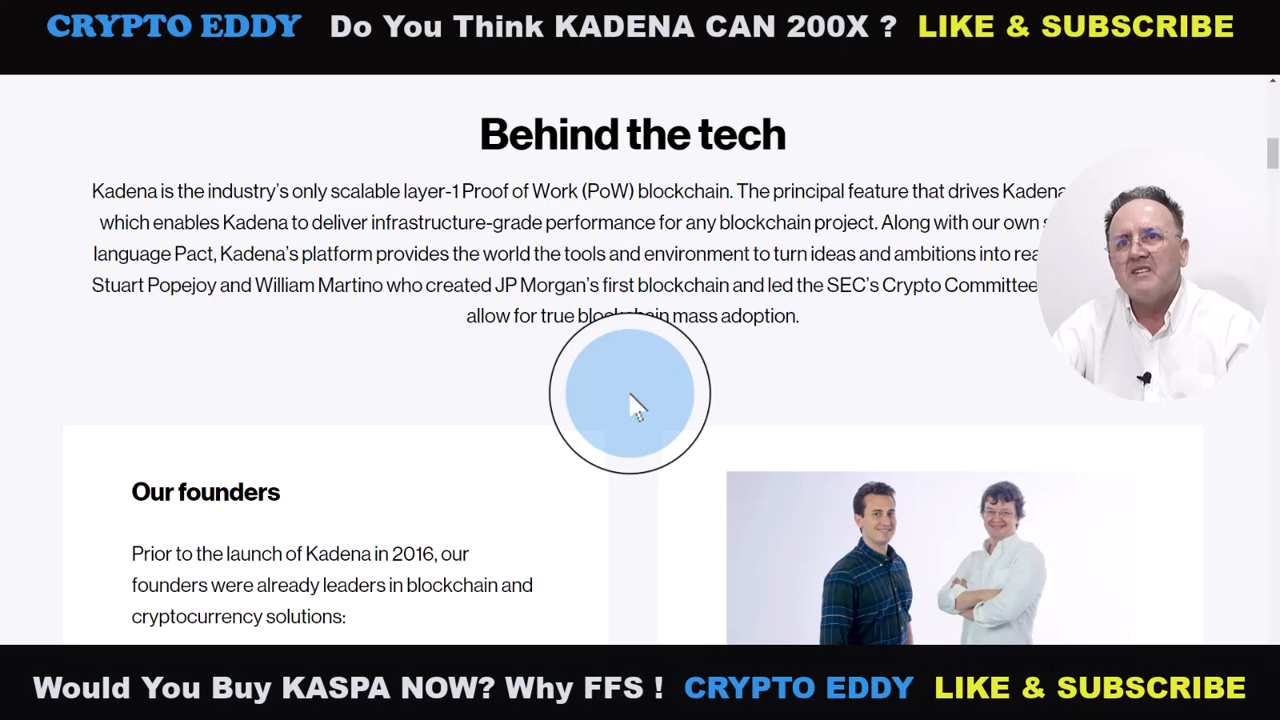 CRYPTO EDDY Do You Think KADENA CAN 200X ? LIKE & SUBSCRIBE
Behind the tech
Kadena is the industry's only scalable layer-1 Proof of Work (PoW) blockchain. The principal feature that drives Kadena
which enables Kadena to deliver infrastructure-grade performance for any blockchain project. Along with our own
language Pact, Kadena's platform provides the world the tools and environment to turn ideas and ambitions into
Stuart Popejoy and William Martino who created JP Morgan's first blockchain and led the SEC's Crypto Committee
allow for true blockchain mass adoption.
Our founders
Prior to the launch of Kadena in 2016, our
founders were already leaders in blockchain and
cryptocurrency solutions:
Would You Buy KASPA NOW? Why FFS ! CRYPTO EDDY LIKE & SUBSCRIBE